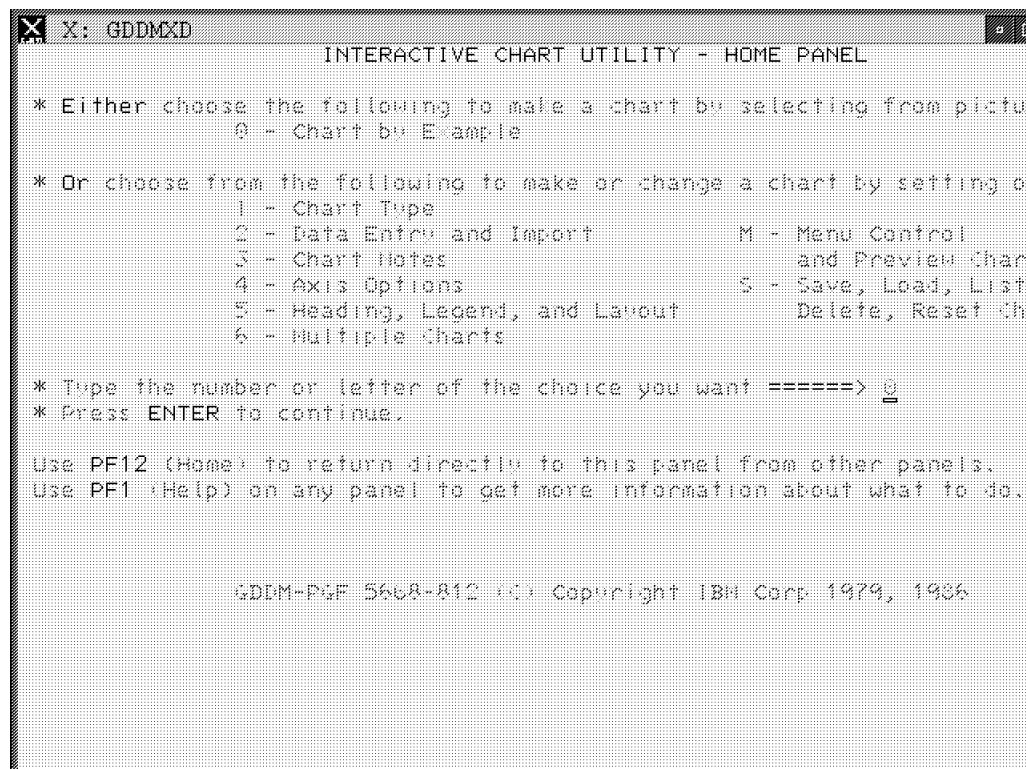 X: GDDMXD
INTERACTIVE CHART UTILITY - HOME PANEL
* Either choose the following to make a chart by selecting from pictu
0 - Chart by Example
* Or choose from the following to make or change a chart by setting o
1 - Chart Type
2 - Data Entry and Import M - Menu Control
3 - Chart Notes and Preview Char
4 - Axis Options S - Save, Load, List
5 - Heading, Legend, and Layout Delete, Reset Ch
6 - Multiple Charts
* Type the number or letter of the choice you want ======> 0
* Press ENTER to continue.
Use PF12 (Home) to return directly to this panel from other panels.
Use PF1 (Help) on any panel to get more information about what to do.
GDDM-PGF 5668-812 (C) Copyright IBM Corp 1979, 1986